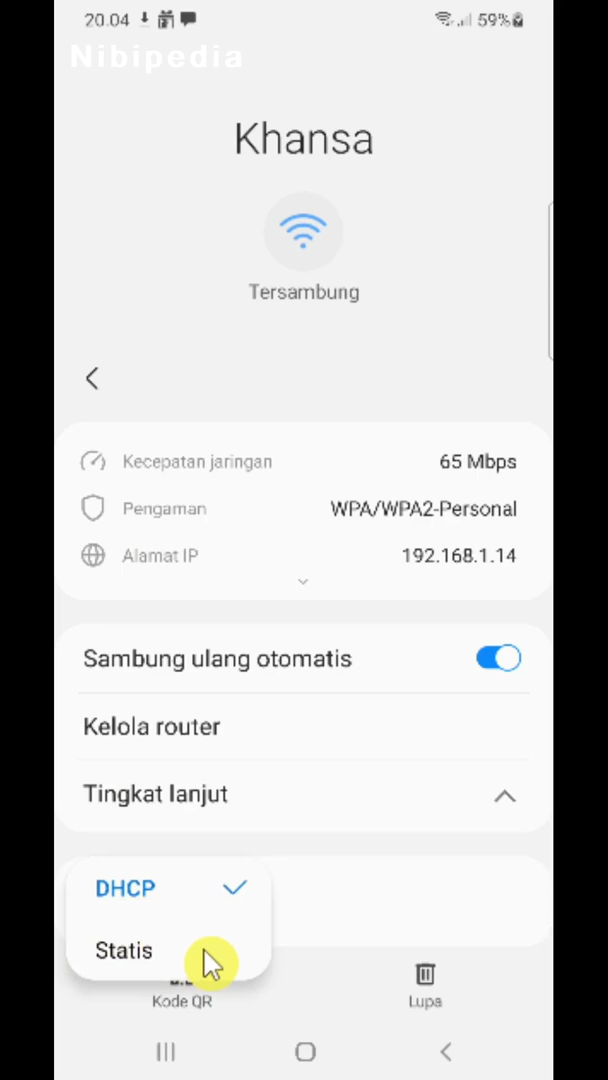 20.04 59%
Nibipedia
Khansa
Tersambung
Kecepatan jaringan 65 Mbps
Pengaman WPA/WPA2-Personal
Alamat IP 192.168.1.14
Sambung ulang otomatis
Kelola router
Tingkat lanjut
DHCP
Statis
Kode QR Lupa